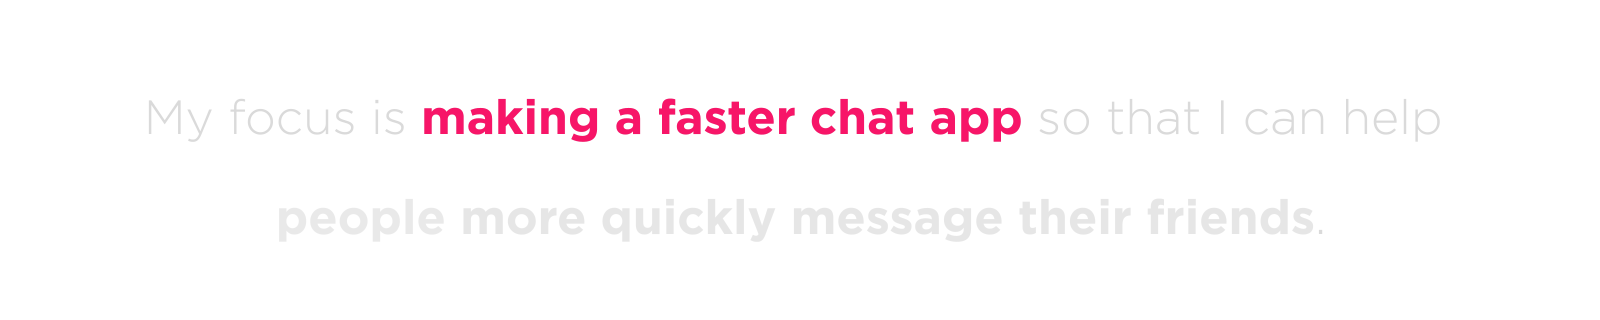 My focus is making a faster chat app so that I can help
people more quickly message their friends.